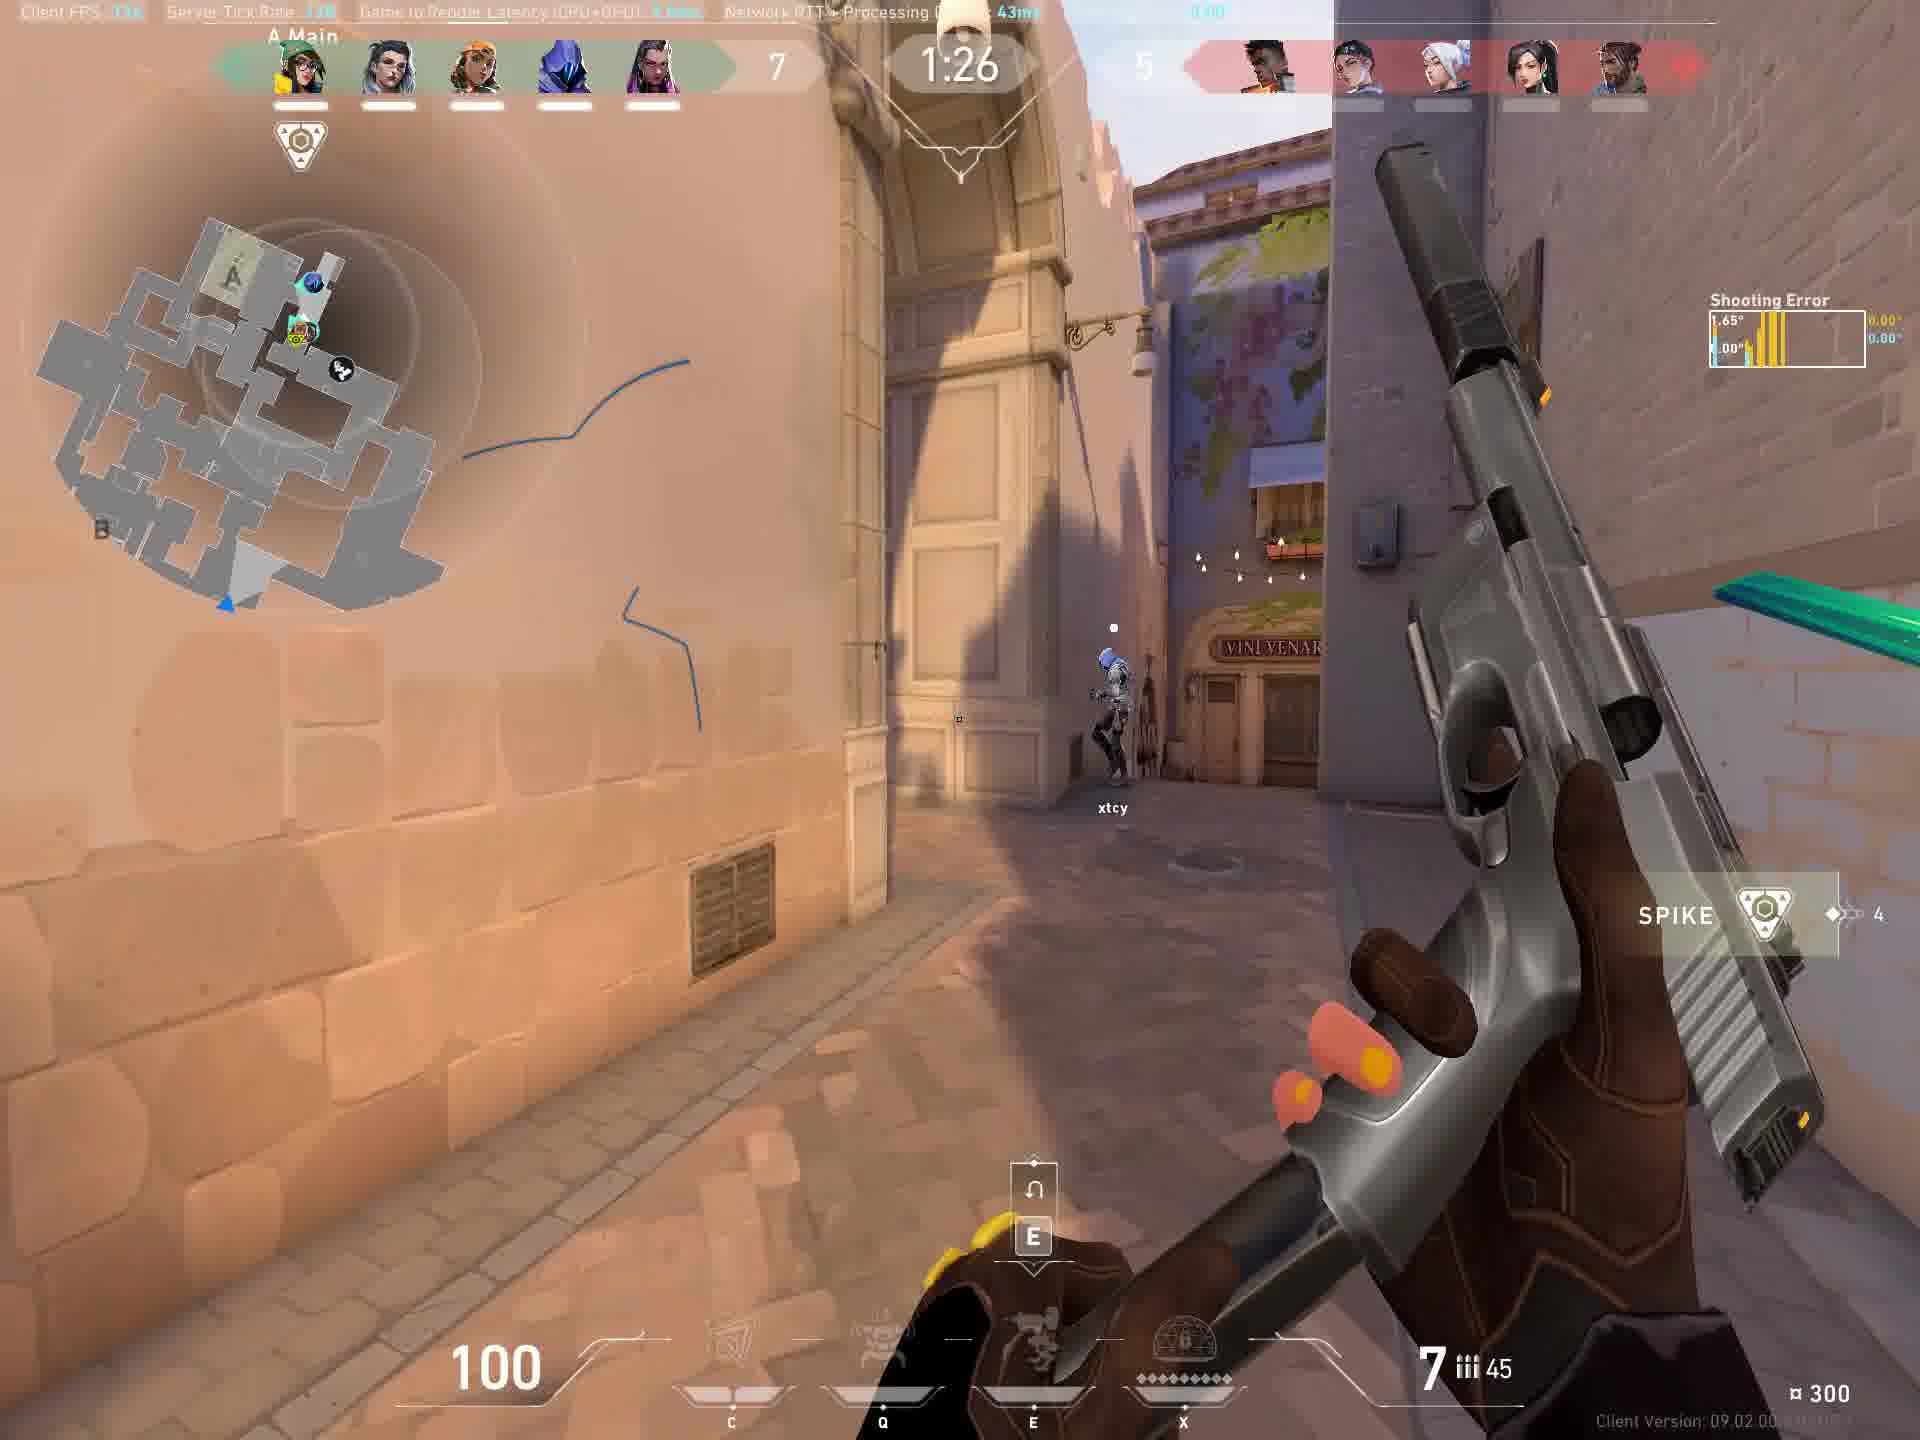 Client FPS:
Server Tick Rate:
Game to Render Latency (CPU+GPU):
Network RTT + Processing
43ms
A Main
7
1:26
5
A
B
Shooting Error
1.65°
0.00°
0.00°
.00°
VINI VENAR
xtcy
SPIKE
4
E
100
7
45
C
Q
E
X
¤ 300
Client Version: 09.02.00